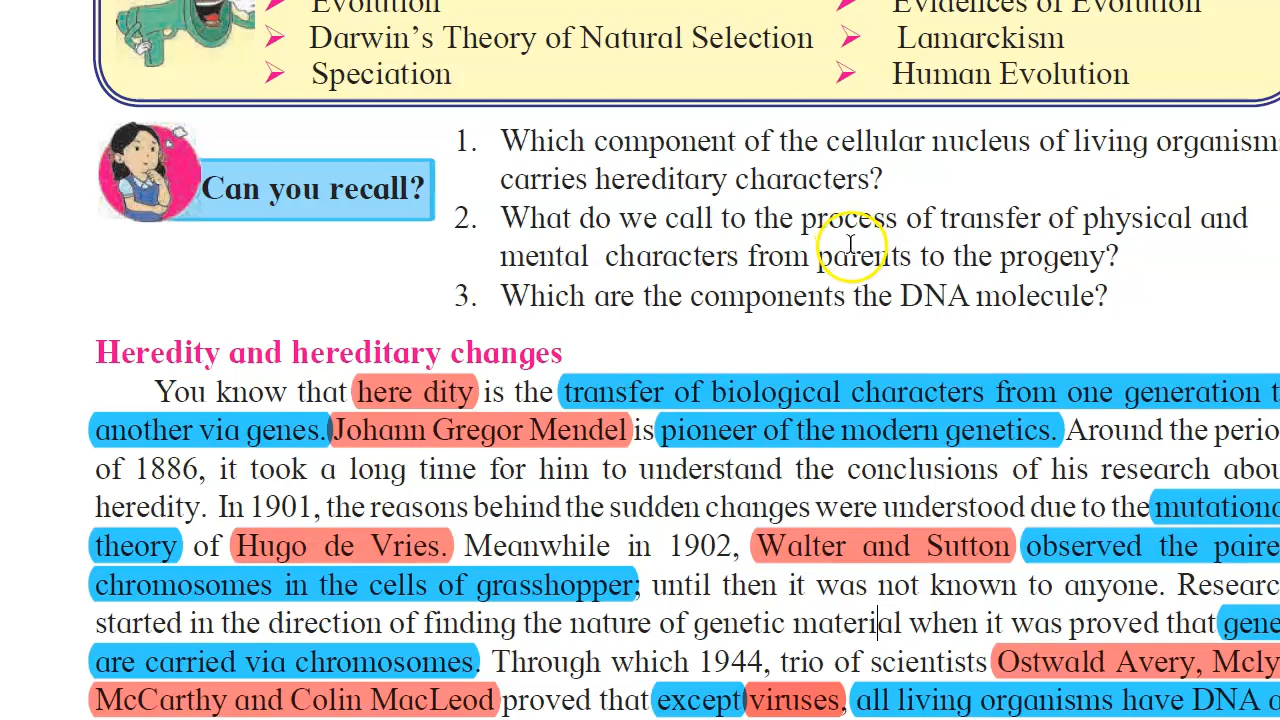 Evolution
Evidences of Evolution
Darwin's Theory of Natural Selection
Lamarckism
Speciation
Human Evolution
Can you recall?
1. Which component of the cellular nucleus of living organism
carries hereditary characters?
2. What do we call to the process of transfer of physical and
mental characters from parents to the progeny?
3. Which are the components the DNA molecule?
Heredity and hereditary changes
You know that here dity is the transfer of biological characters from one generation t
another via genes. Johann Gregor Mendel is pioneer of the modern genetics. Around the perio
of 1886, it took a long time for him to understand the conclusions of his research abou
heredity. In 1901, the reasons behind the sudden changes were understood due to the mutationa
theory of Hugo de Vries. Meanwhile in 1902, Walter and Sutton observed the paire
chromosomes in the cells of grasshopper; until then it was not known to anyone. Researc
started in the direction of finding the nature of genetic material when it was proved that gene
are carried via chromosomes. Through which 1944, trio of scientists Ostwald Avery, Mcly
McCarthy and Colin MacLeod proved that except viruses, all living organisms have DNA a